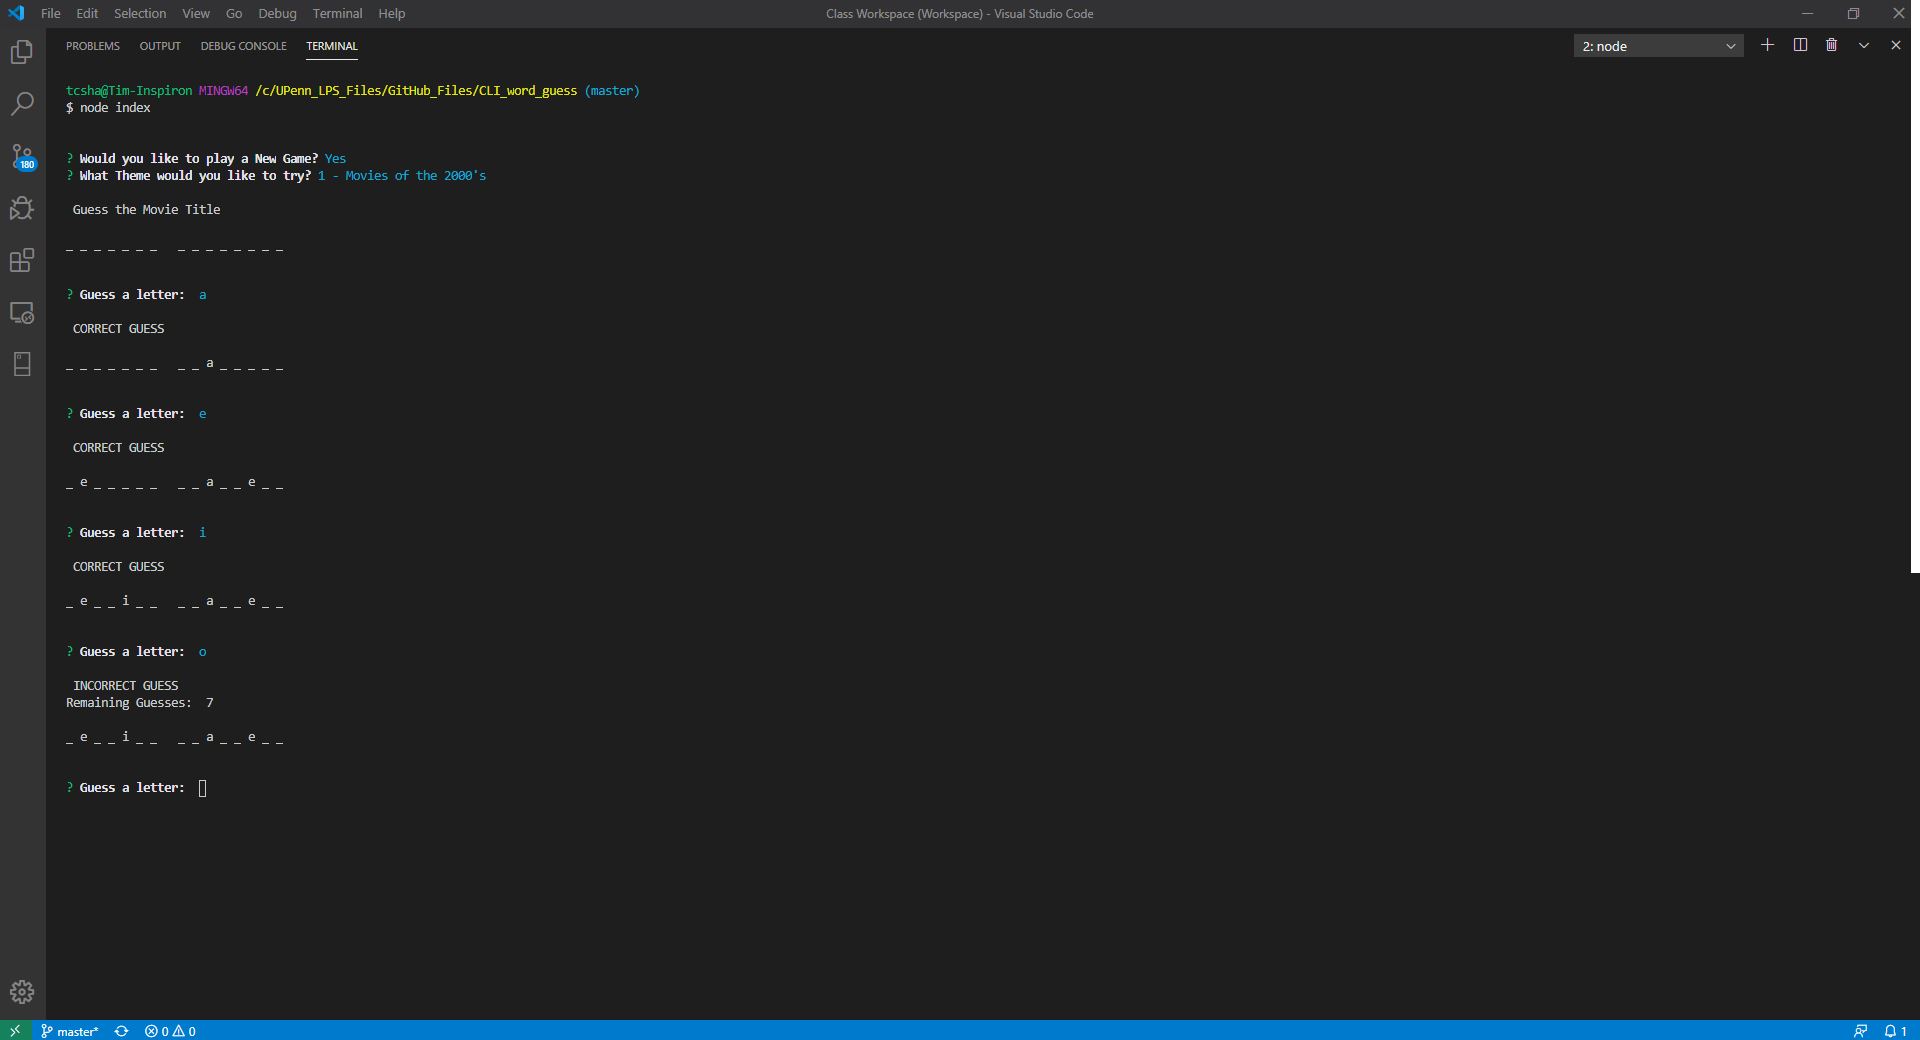 File Edit Selection View Go Debug Terminal Help Class Workspace (Workspace) - Visual Studio Code
PROBLEMS OUTPUT DEBUG CONSOLE TERMINAL 2: node
180
tcsha@Tim-Inspiron MINGW64 /c/UPenn_LPS_Files/GitHub_Files/CLI_word_guess (master)
$ node index
? Would you like to play a New Game? Yes
? What Theme would you like to try? 1 - Movies of the 2000's
Guess the Movie Title
_ _ _ _ _ _ _   _ _ _ _ _ _ _ _
? Guess a letter:  a
CORRECT GUESS
_ _ _ _ _ _ _   _ _ a _ _ _ _ _
? Guess a letter:  e
CORRECT GUESS
_ e _ _ _ _ _   _ _ a _ _ e _ _
? Guess a letter:  i
CORRECT GUESS
_ e _ _ i _ _   _ _ a _ _ e _ _
? Guess a letter:  o
INCORRECT GUESS
Remaining Guesses:  7
_ e _ _ i _ _   _ _ a _ _ e _ _
? Guess a letter:
master* 0 0 1